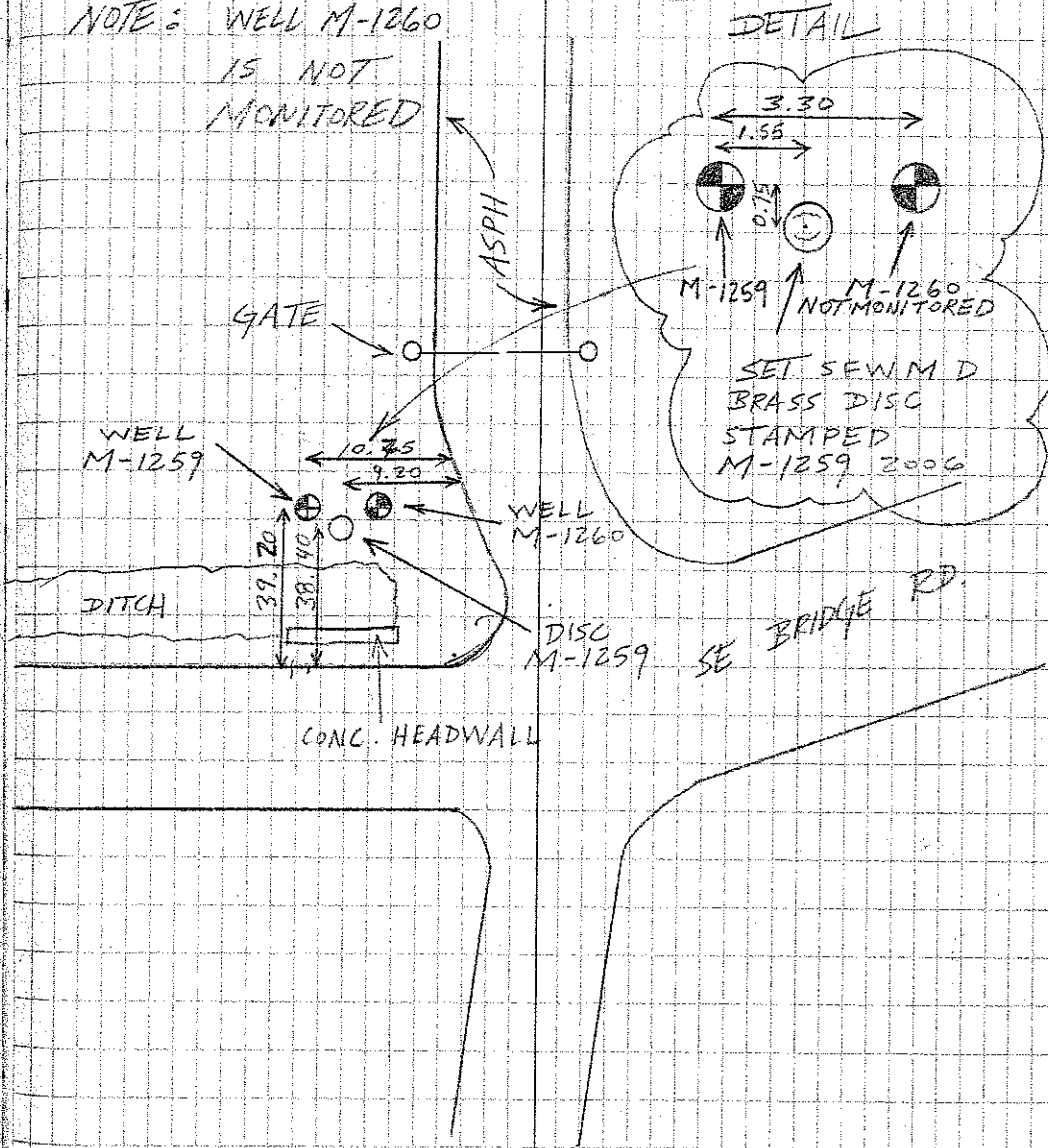 NOTE: WELL M-1260
IS NOT
MONITORED
DETAIL
3.30
1.55
0.75
M-1259
M-1260
NOT MONITORED
SET SFWMD
BRASS DISC
STAMPED
M-1259 2006
ASPH
GATE
WELL
M-1259
10.75
9.20
WELL
M-1260
39.20
38.40
DITCH
DISC
M-1259
SE BRIDGE RD.
CONC. HEADWALL